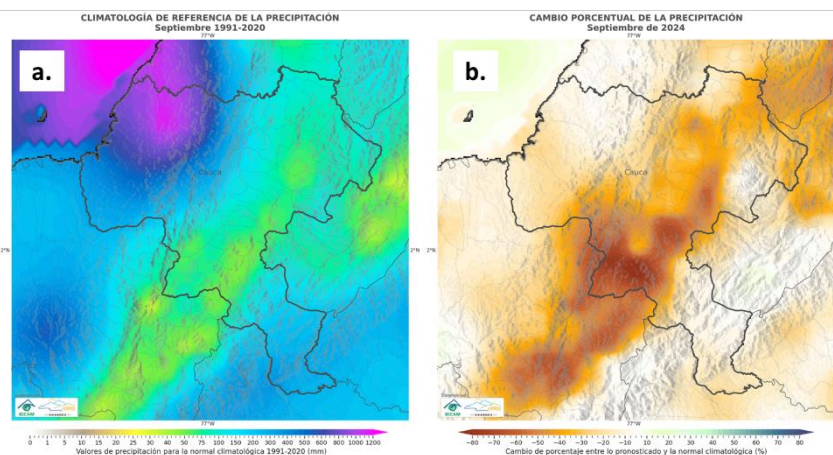 CLIMATOLOGÍA DE REFERENCIA DE LA PRECIPITACIÓN
Septiembre 1991-2020
77°W
a.
Cauca
2°N
IDEAM
77°W
0 1 5 10 15 20 25 30 50 75 100 150 200 300 400 500 600 800 1000 1200
Valores de precipitación para la normal climatológica 1991-2020 (mm)
CAMBIO PORCENTUAL DE LA PRECIPITACIÓN
Septiembre de 2024
77°W
b.
Cauca
2°N
2°N
IDEAM
77°W
−80 −70 −60 −50 −40 −30 −20 −10 10 20 30 40 50 60 70 80
Cambio de porcentaje entre lo pronosticado y la normal climatológica (%)